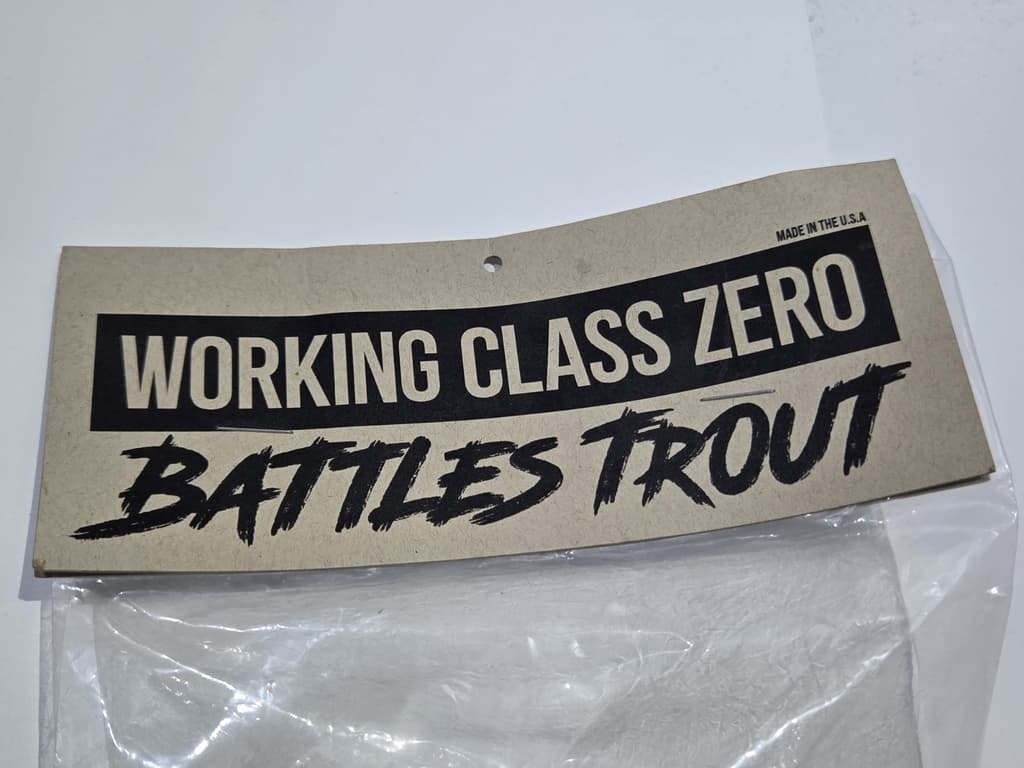 MADE IN THE U.S.A
WORKING CLASS ZERO
BATTLES TROUT